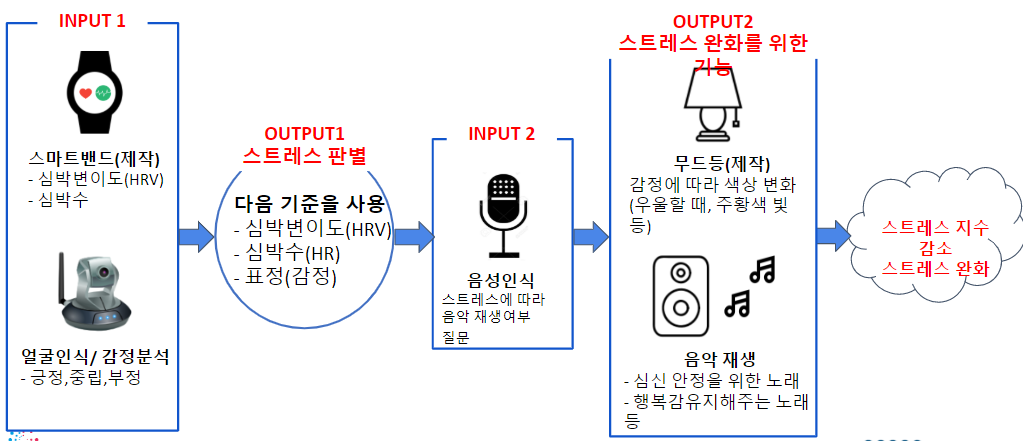 INPUT 1
스마트밴드(제작)
- 심박변이도(HRV)
- 심박수
얼굴인식/ 감정분석
- 긍정,중립,부정
OUTPUT1
스트레스 판별
다음 기준을 사용
- 심박변이도(HRV)
- 심박수(HR)
- 표정(감정)
INPUT 2
음성인식
스트레스에 따라
음악 재생여부
질문
OUTPUT2
스트레스 완화를 위한
기능
무드등(제작)
감정에 따라 색상 변화
(우울할 때, 주황색 빛
등)
음악 재생
- 심신 안정을 위한 노래
- 행복감유지해주는 노래
등
스트레스 지수
감소
스트레스 완화